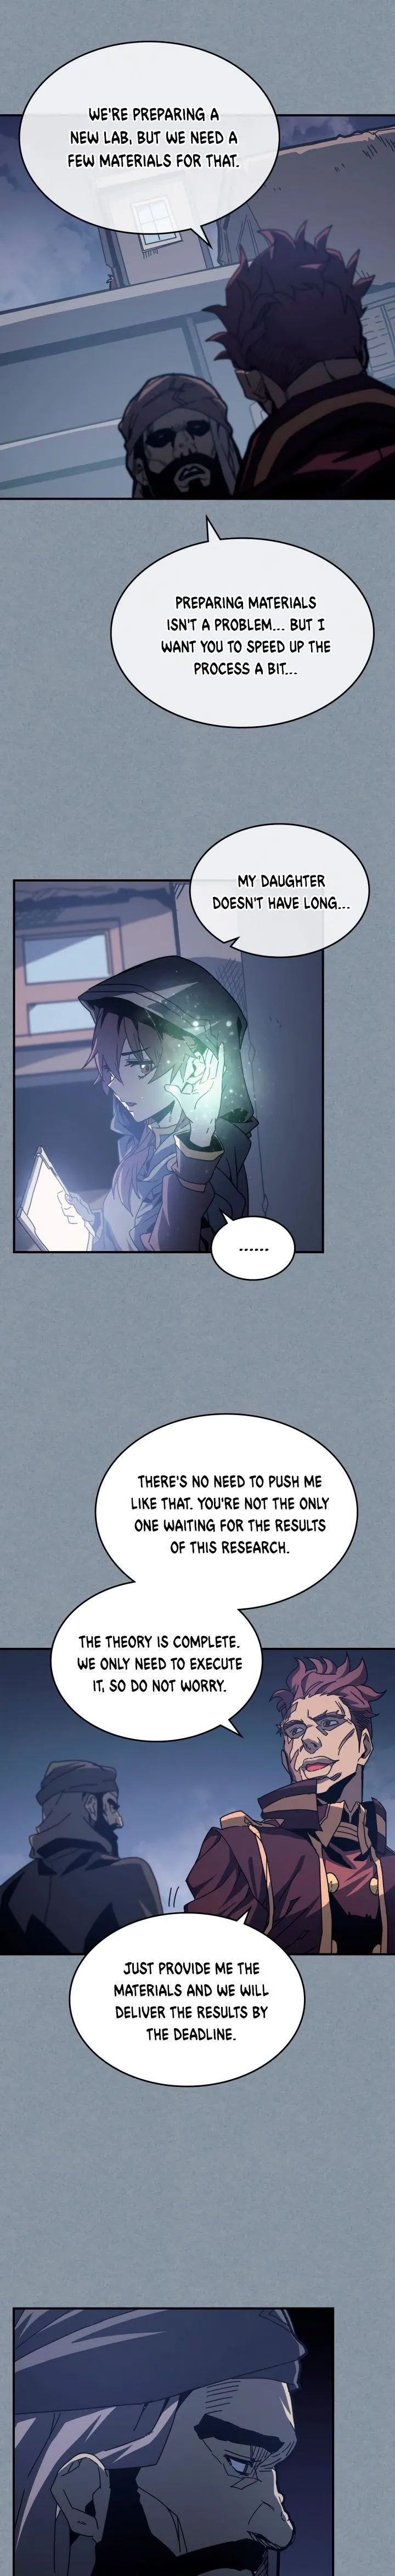 WE'RE PREPARING A
NEW LAB, BUT WE NEED A
FEW MATERIALS FOR THAT.
PREPARING MATERIALS
ISN'T A PROBLEM... BUT I
WANT YOU TO SPEED UP THE
PROCESS A BIT...
MY DAUGHTER
DOESN'T HAVE LONG...
......
THERE'S NO NEED TO PUSH ME
LIKE THAT. YOU'RE NOT THE ONLY
ONE WAITING FOR THE RESULTS
OF THIS RESEARCH.
THE THEORY IS COMPLETE.
WE ONLY NEED TO EXECUTE
IT, SO DO NOT WORRY.
JUST PROVIDE ME THE
MATERIALS AND WE WILL
DELIVER THE RESULTS BY
THE DEADLINE.